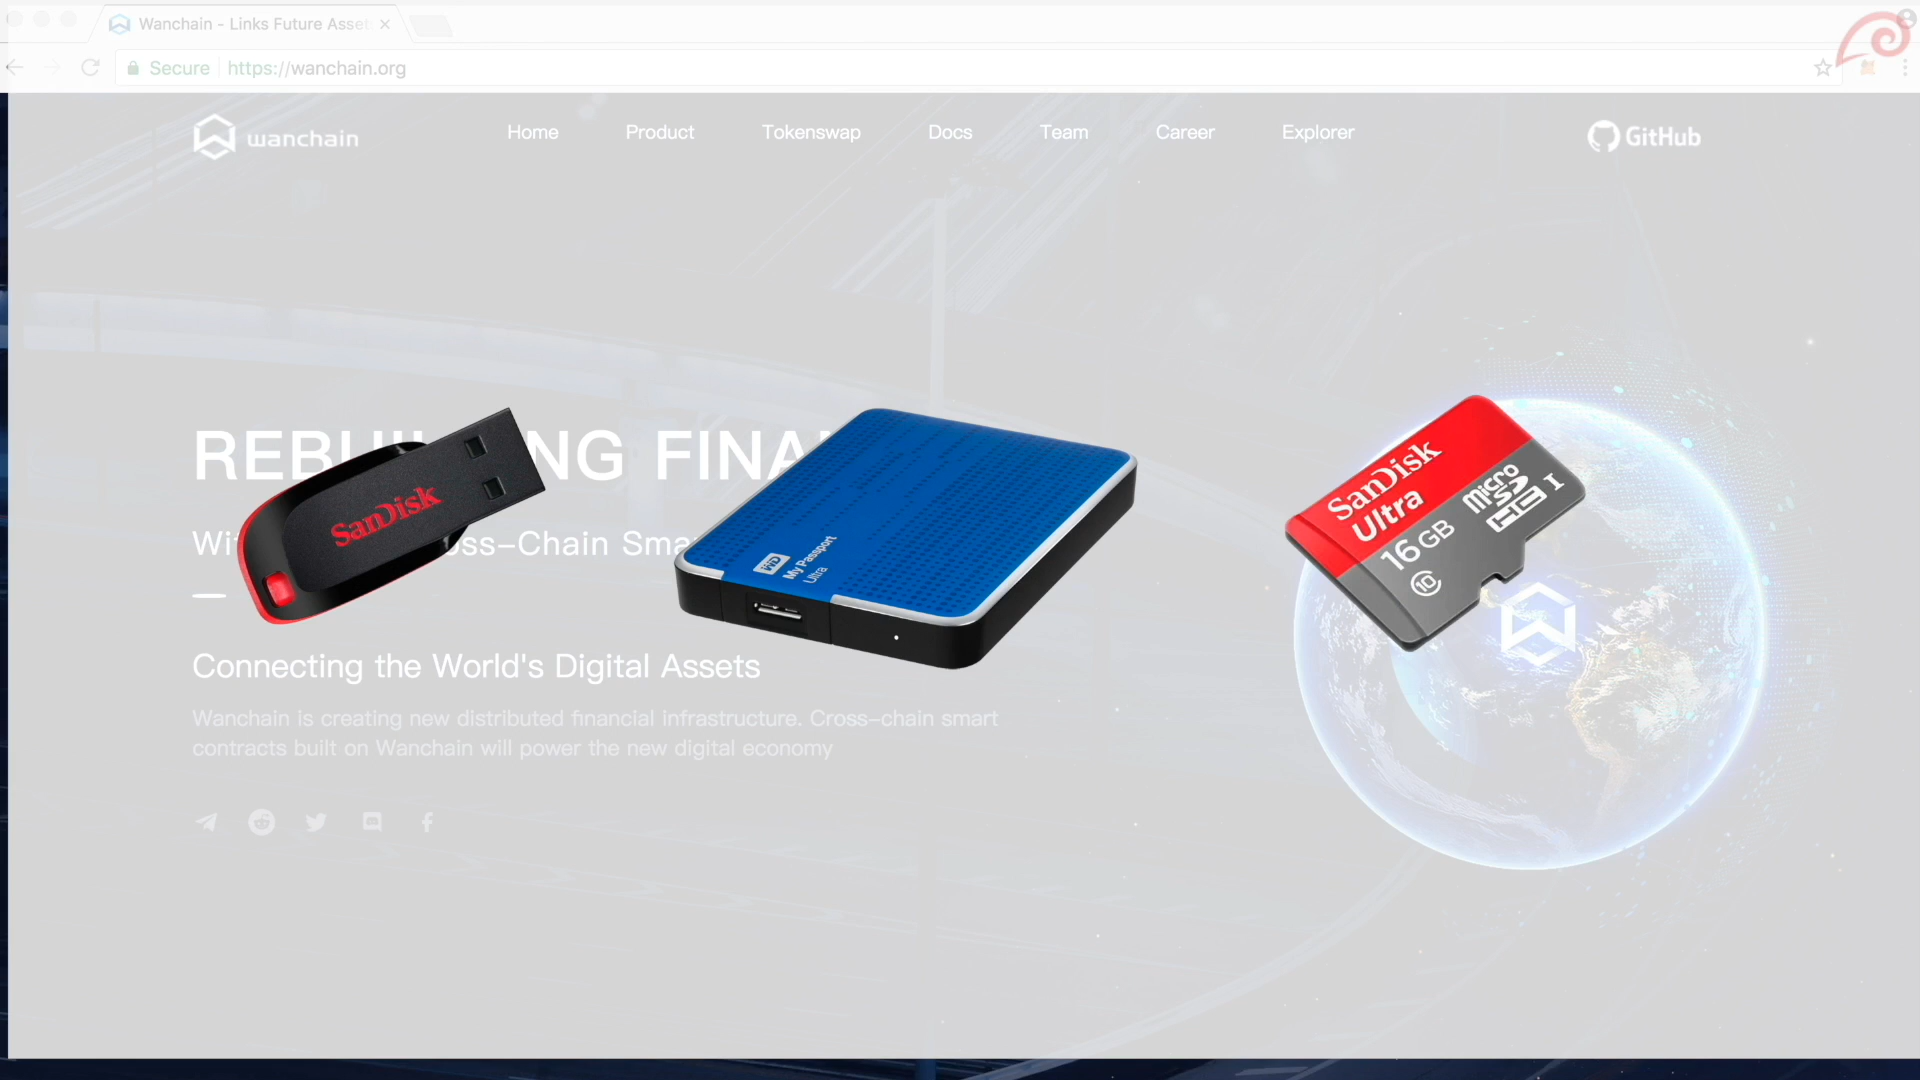 Wanchain - Links Future Asset
Secure https://wanchain.org
wanchain
Home Product Tokenswap Docs Team Career Explorer
GitHub
REBUI NG FINA
Wi oss-Chain Sma
SanDisk
WD
My Passport
Ultra
SanDisk
Ultra
micro
SD
HC I
16 GB
10
Connecting the World's Digital Assets
Wanchain is creating new distributed financial infrastructure. Cross-chain smart
contracts built on Wanchain will power the new digital economy